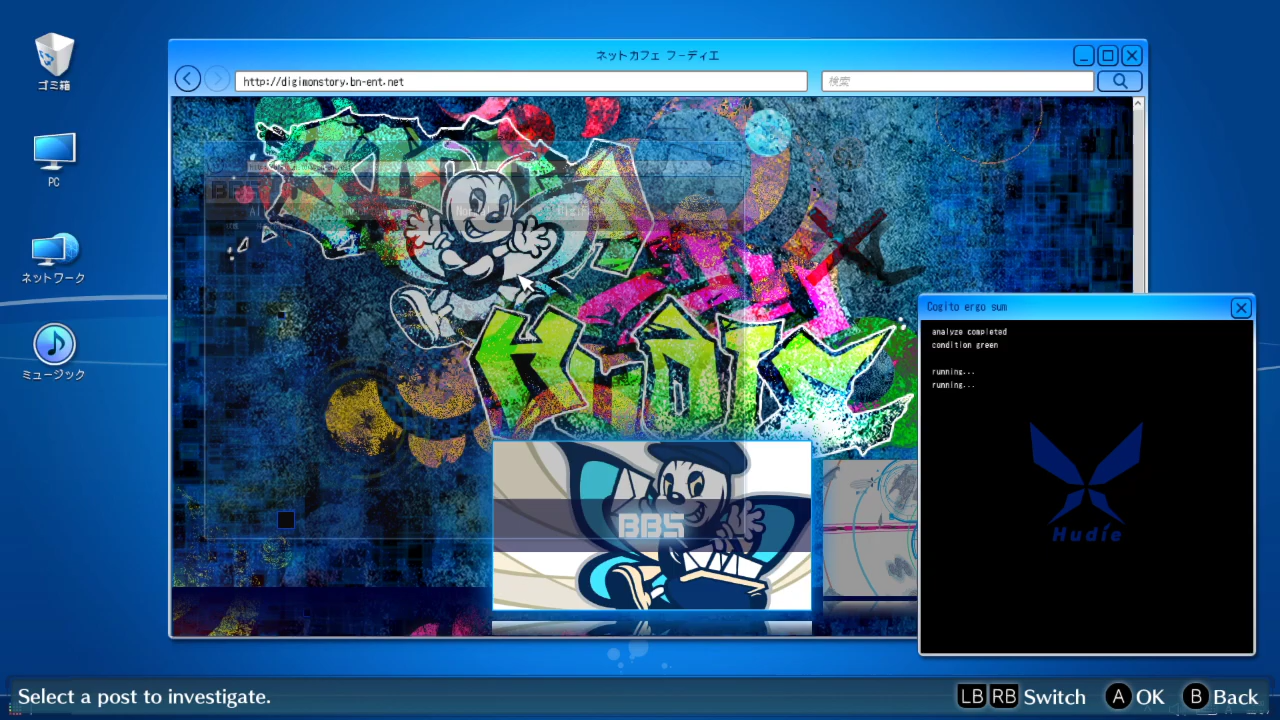 ゴミ箱
PC
ネットワーク
ミュージック
ネットカフェ フーディエ
http://digimonstory.bn-ent.net
検索
BBS
Hudie
BBS
Cogito ergo sum
analyze completed
condition green
running...
running...
Hudíe
Select a post to investigate.
LB RB Switch A OK B Back